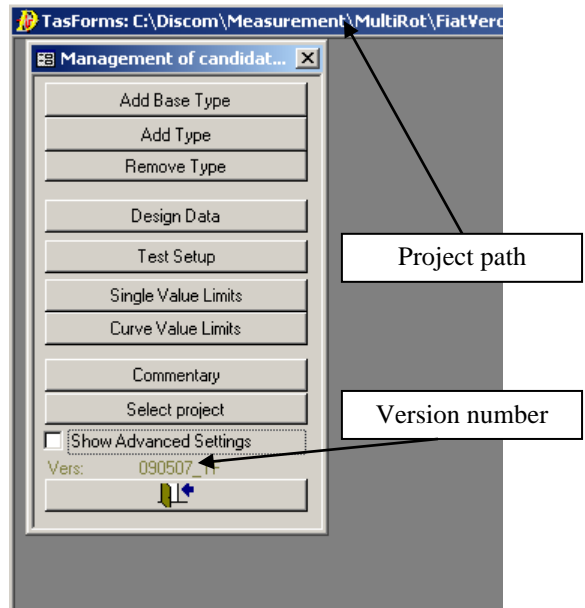 TasForms: C:\Discom\Measurement\MultiRot\FiatVerc
Management of candidat...
Add Base Type
Add Type
Remove Type
Design Data
Test Setup
Project path
Single Value Limits
Curve Value Limits
Commentary
Select project
Version number
Show Advanced Settings
Vers: 090507_TF